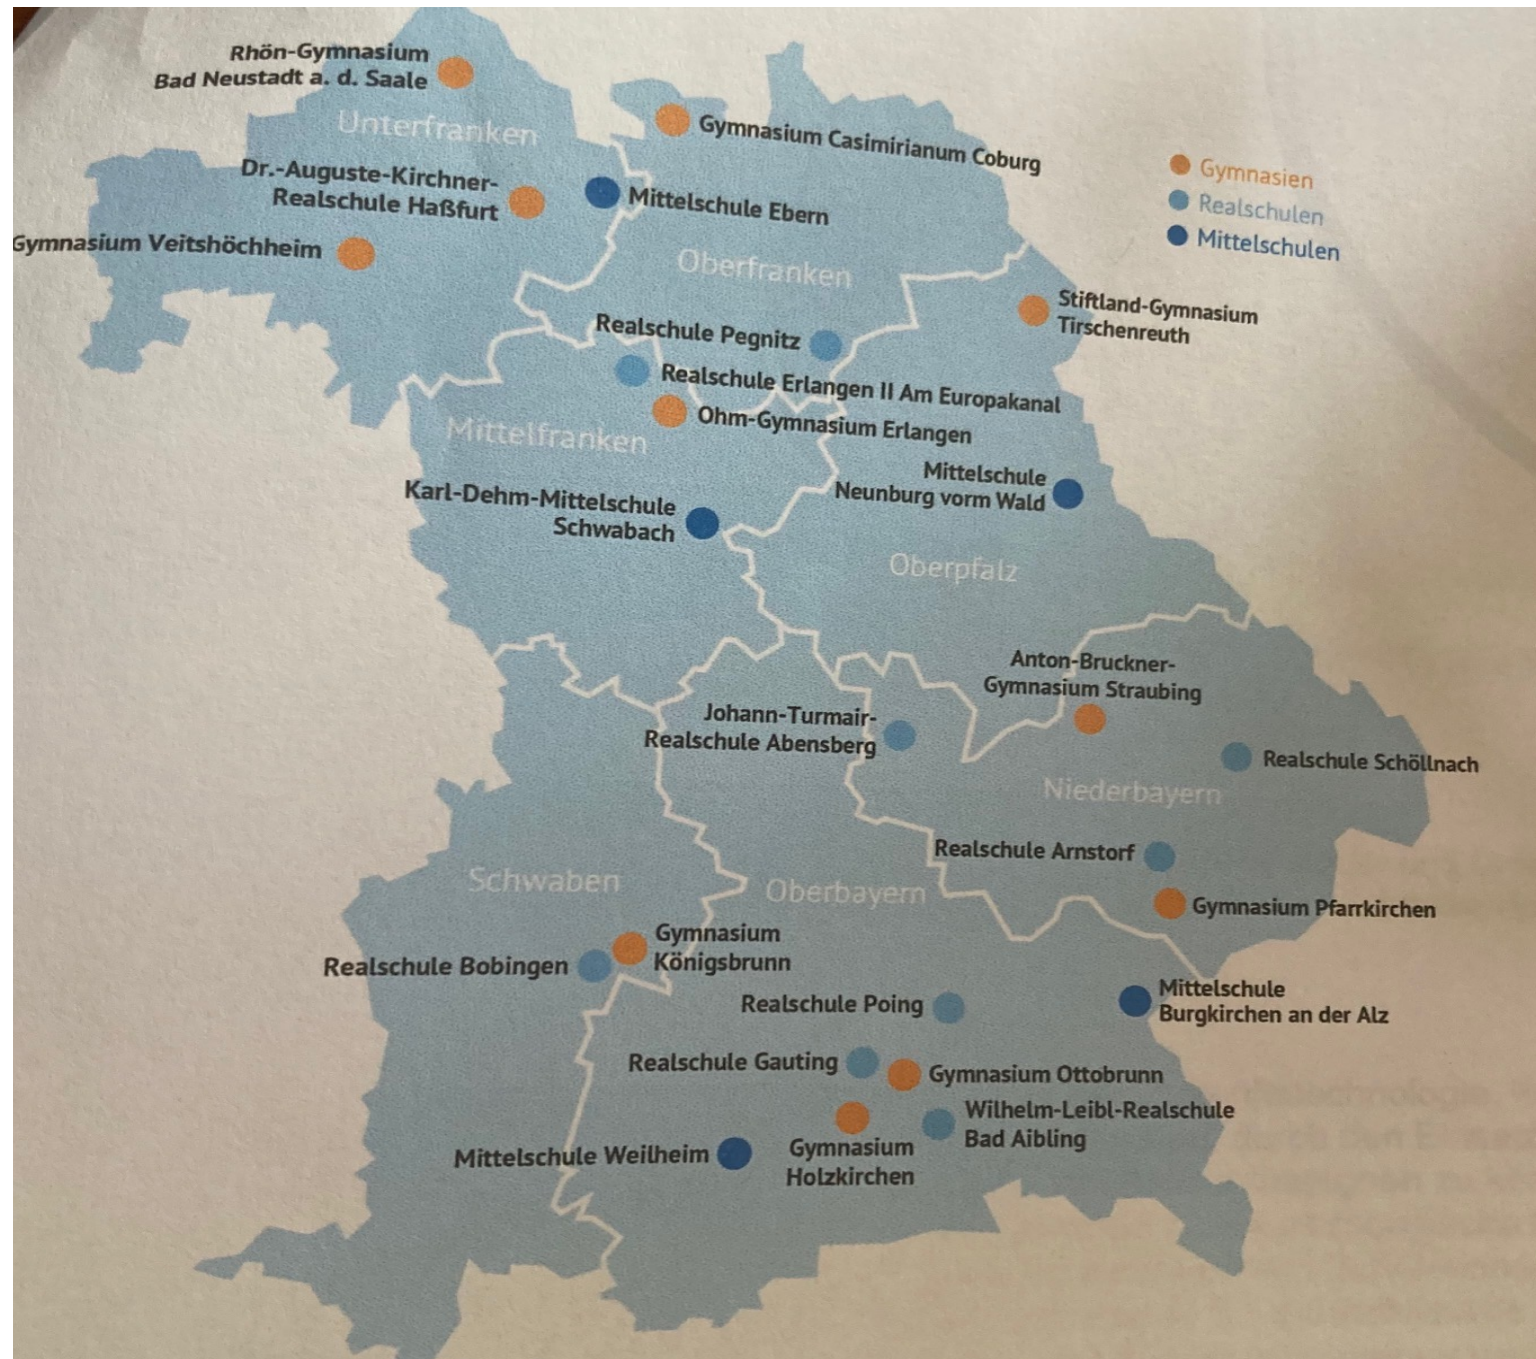 Rhön-Gymnasium
Bad Neustadt a. d. Saale
Unterfranken
Gymnasium Casimirianum Coburg
Gymnasien
Realschulen
Mittelschulen
Dr.-Auguste-Kirchner-
Realschule Haßfurt
Mittelschule Ebern
Gymnasium Veitshöchheim
Oberfranken
Stiftland-Gymnasium
Tirschenreuth
Realschule Pegnitz
Realschule Erlangen II Am Europakanal
Ohm-Gymnasium Erlangen
Mittelfranken
Mittelschule
Neunburg vorm Wald
Karl-Dehm-Mittelschule
Schwabach
Oberpfalz
Anton-Bruckner-
Gymnasium Straubing
Johann-Turmair-
Realschule Abensberg
Realschule Schöllnach
Niederbayern
Realschule Arnstorf
Schwaben
Oberbayern
Gymnasium Pfarrkirchen
Gymnasium
Königsbrunn
Realschule Bobingen
Realschule Poing
Mittelschule
Burgkirchen an der Alz
Realschule Gauting
Gymnasium Ottobrunn
Wilhelm-Leibl-Realschule
Bad Aibling
Gymnasium
Holzkirchen
Mittelschule Weilheim